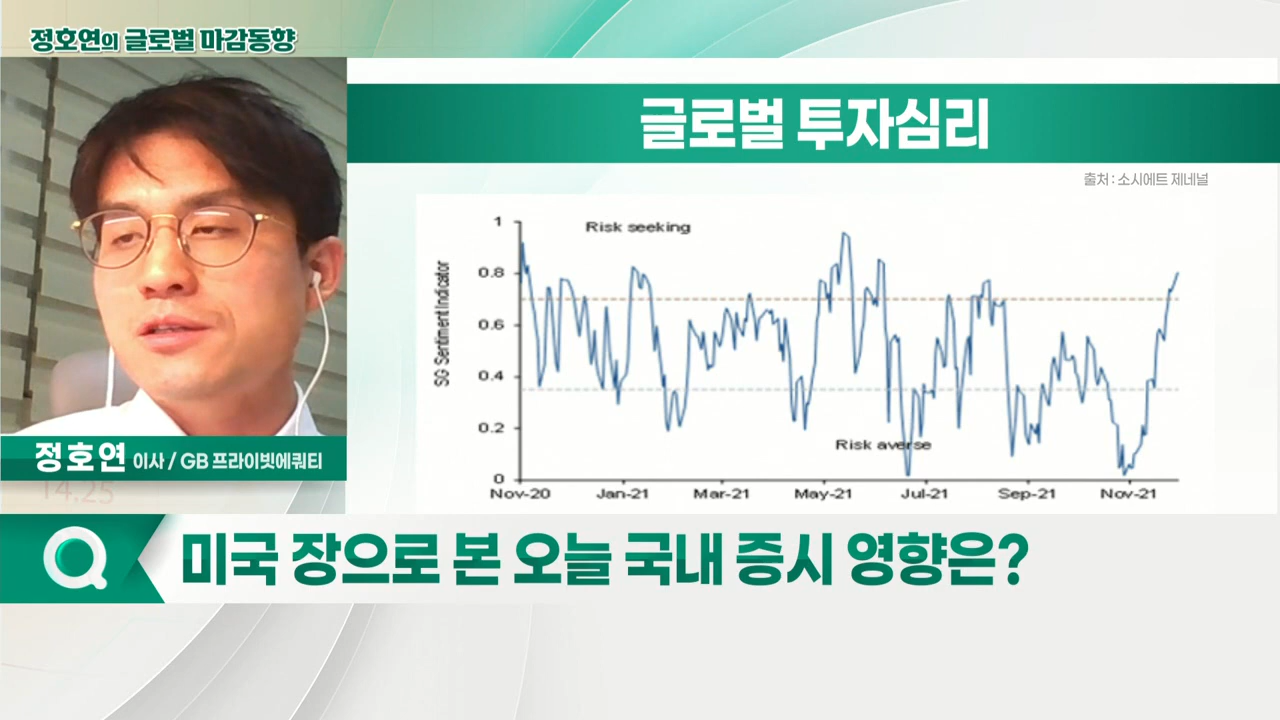 정호연의 글로벌 마감동향
글로벌 투자심리
출처 : 소시에트 제네널
SG Sentiment Indicator
1
0.8
0.6
0.4
0.2
0
Risk seeking
Risk averse
Nov-20 Jan-21 Mar-21 May-21 Jul-21 Sep-21 Nov-21
정호연 이사 / GB 프라이빗에쿼티
14.25
Q 미국 장으로 본 오늘 국내 증시 영향은?